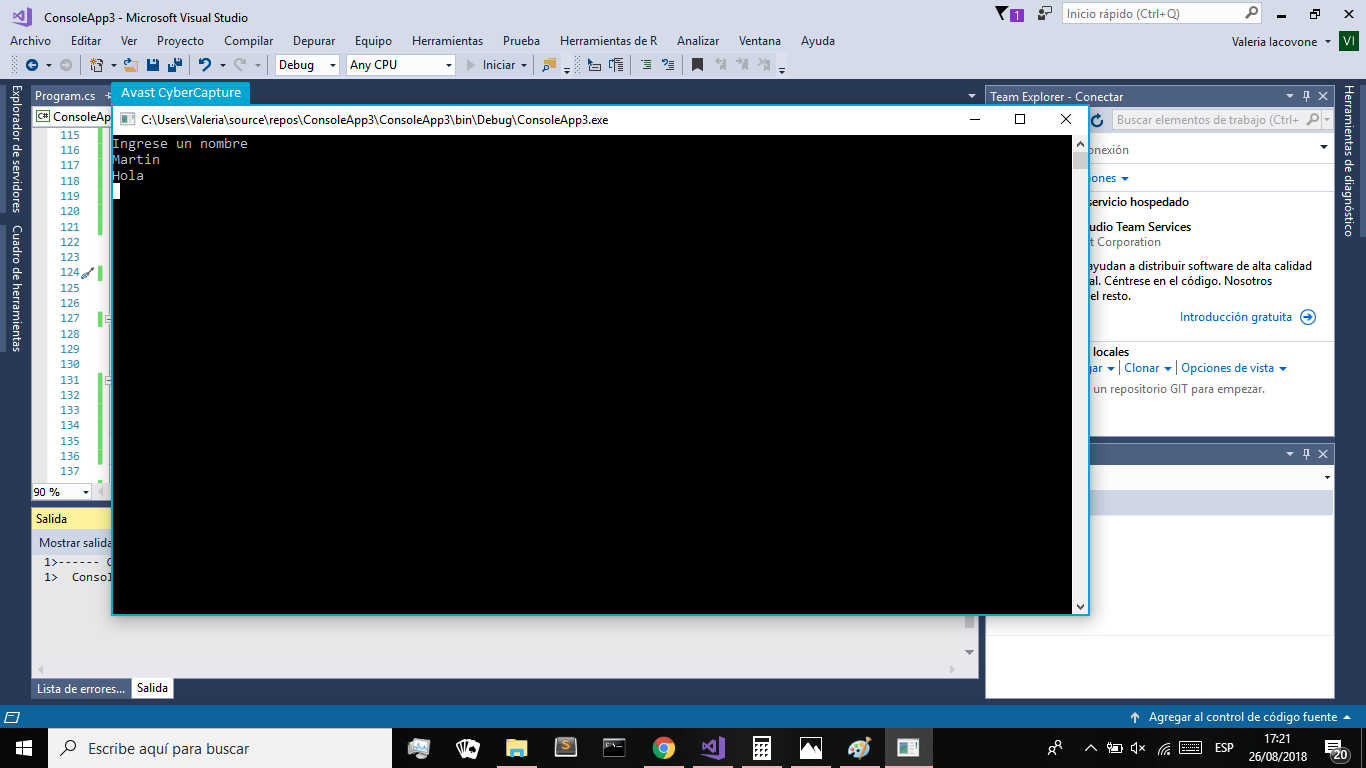 ConsoleApp3 - Microsoft Visual Studio
1
Inicio rápido (Ctrl+Q)
Archivo Editar Ver Proyecto Compilar Depurar Equipo Herramientas Prueba Herramientas de R Analizar Ventana Ayuda
Valeria Iacovone VI
Debug Any CPU Iniciar
Explorador de servidores
Cuadro de herramientas
Program.cs
C# ConsoleAp
Avast CyberCapture
C:\Users\Valeria\source\repos\ConsoleApp3\ConsoleApp3\bin\Debug\ConsoleApp3.exe
Ingrese un nombre
Martin
Hola
115
116
117
118
119
120
121
122
123
124
125
126
127
128
129
130
131
132
133
134
135
136
137
90 %
Salida
Mostrar salida
1>------
1> Consol
Lista de errores...
Salida
Team Explorer - Conectar
Buscar elementos de trabajo (Ctrl+
onexión
ones
servicio hospedado
udio Team Services
t Corporation
ayudan a distribuir software de alta calidad
al. Céntrese en el código. Nosotros
el resto.
Introducción gratuita
locales
gar Clonar Opciones de vista
un repositorio GIT para empezar.
Herramientas de diagnóstico
Agregar al control de código fuente
Escribe aquí para buscar
ESP
17:21
26/08/2018
20